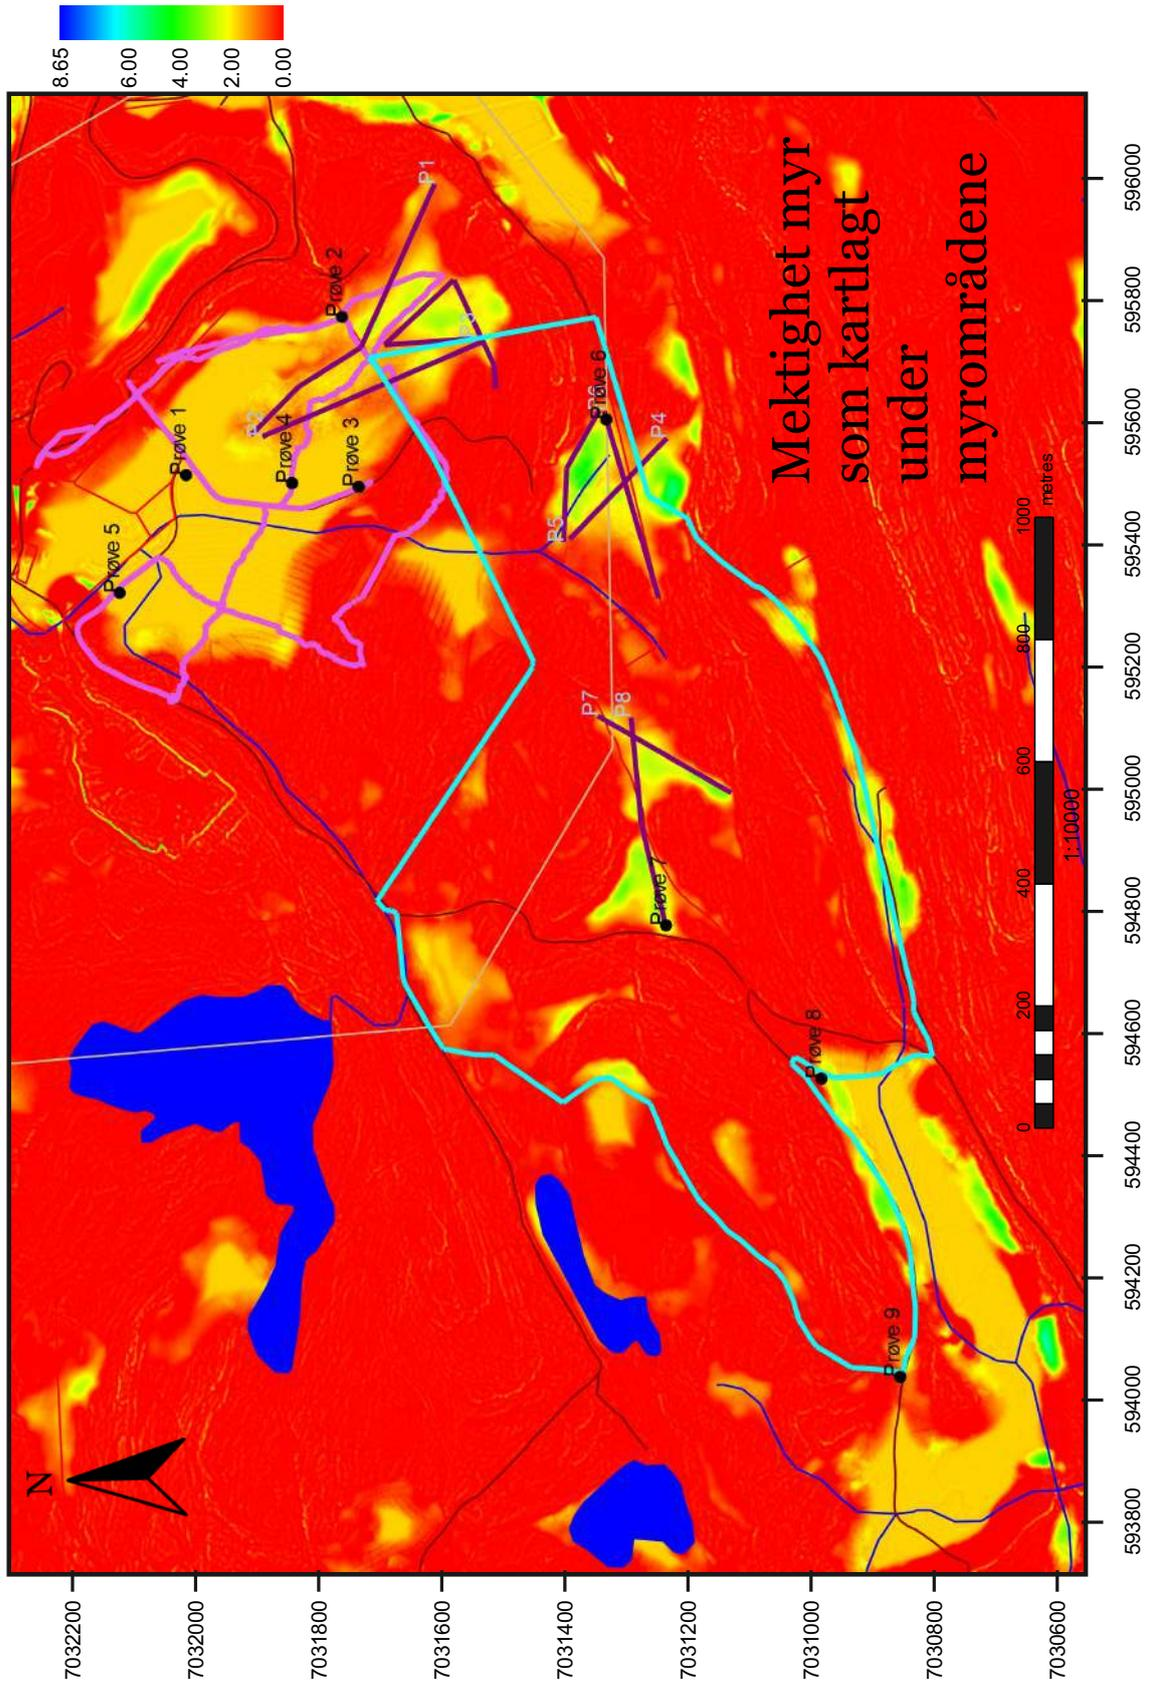 8.65
6.00
4.00
2.00
0.00
N
Prøve 5
Prøve 1
Prøve 4
Prøve 3
Prøve 2
P2
P1
P3
P5
P6
Prøve 6
P4
P7
P8
Prøve 7
Prøve 8
Prøve 9
Mektighet myr
som kartlagt
under
myrområdene
0
200
400
600
800
1000
metres
1:10000
7032200
7032000
7031800
7031600
7031400
7031200
7031000
7030800
7030600
593800
594000
594200
594400
594600
594800
595000
595200
595400
595600
595800
596000